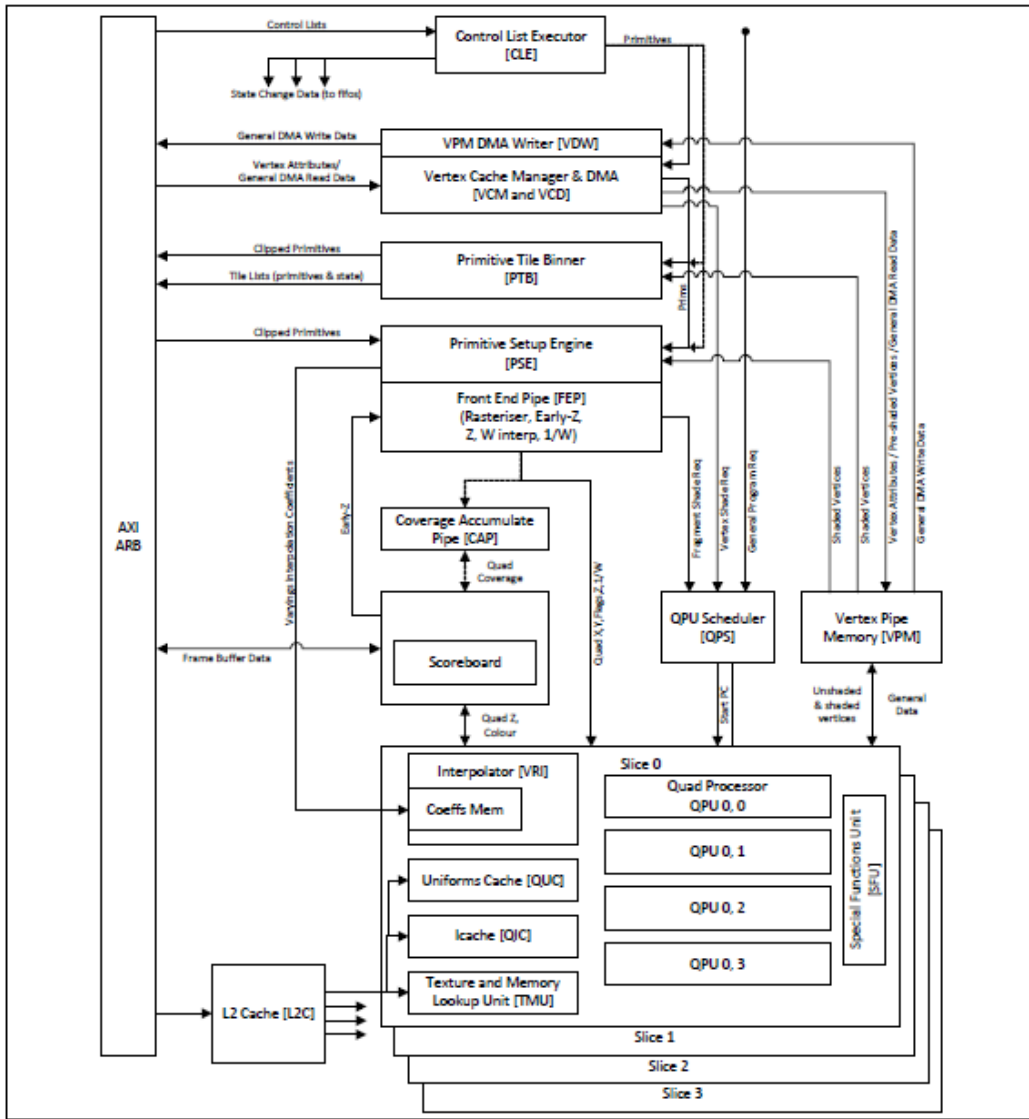 Control Lists
Control List Executor
[CLE]
Primitives
State Change Data (to fifos)
General DMA Write Data
VPM DMA Writer [VDW]
Vertex Attributes/
General DMA Read Data
Vertex Cache Manager & DMA
[VCM and VCD]
Clipped Primitives
Tile Lists (primitives & state)
Primitive Tile Binner
[PTB]
Prims
Clipped Primitives
Primitive Setup Engine
[PSE]
Front End Pipe [FEP]
(Rasteriser, Early-Z,
Z, W interp, 1/W)
AXI
ARB
Varyings Interpolation Coefficients
Early-Z
Coverage Accumulate
Pipe [CAP]
Quad
Coverage
Quad X,Y,Flags Z,1/W
Fragment Shade Req
Vertex Shade Req
General Program Req
Shaded Vertices
Shaded Vertices
Vertex Attributes / Pre-shaded Vertices / General DMA Read Data
General DMA Write Data
QPU Scheduler
[QPS]
Vertex Pipe
Memory [VPM]
Frame Buffer Data
Scoreboard
Quad Z,
Colour
Start PC
Unshaded
& shaded
vertices
General
Data
Slice 0
Interpolator [VRI]
Coeffs Mem
Quad Processor
QPU 0, 0
QPU 0, 1
QPU 0, 2
QPU 0, 3
Special Functions Unit
[SFU]
Uniforms Cache [QUC]
Icache [QIC]
Texture and Memory
Lookup Unit [TMU]
L2 Cache [L2C]
Slice 1
Slice 2
Slice 3